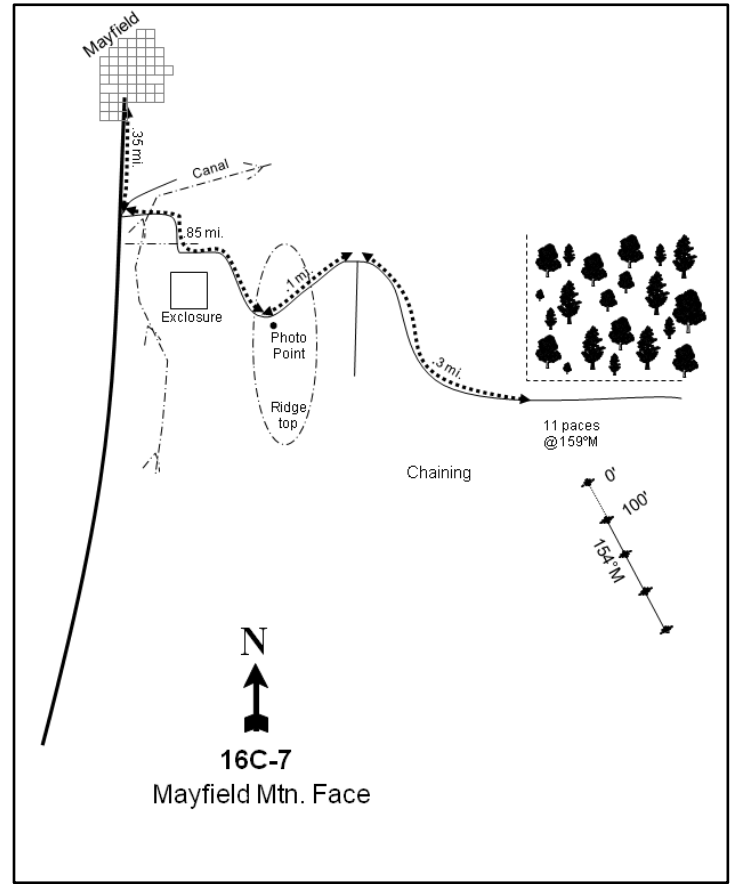 Mayfield
.35 mi.
Canal
.85 mi.
Exclosure
.1 mi.
Photo
Point
Ridge
top
.3 mi.
11 paces
@159ºM
Chaining
0'
100'
154°M
N
16C-7
Mayfield Mtn. Face